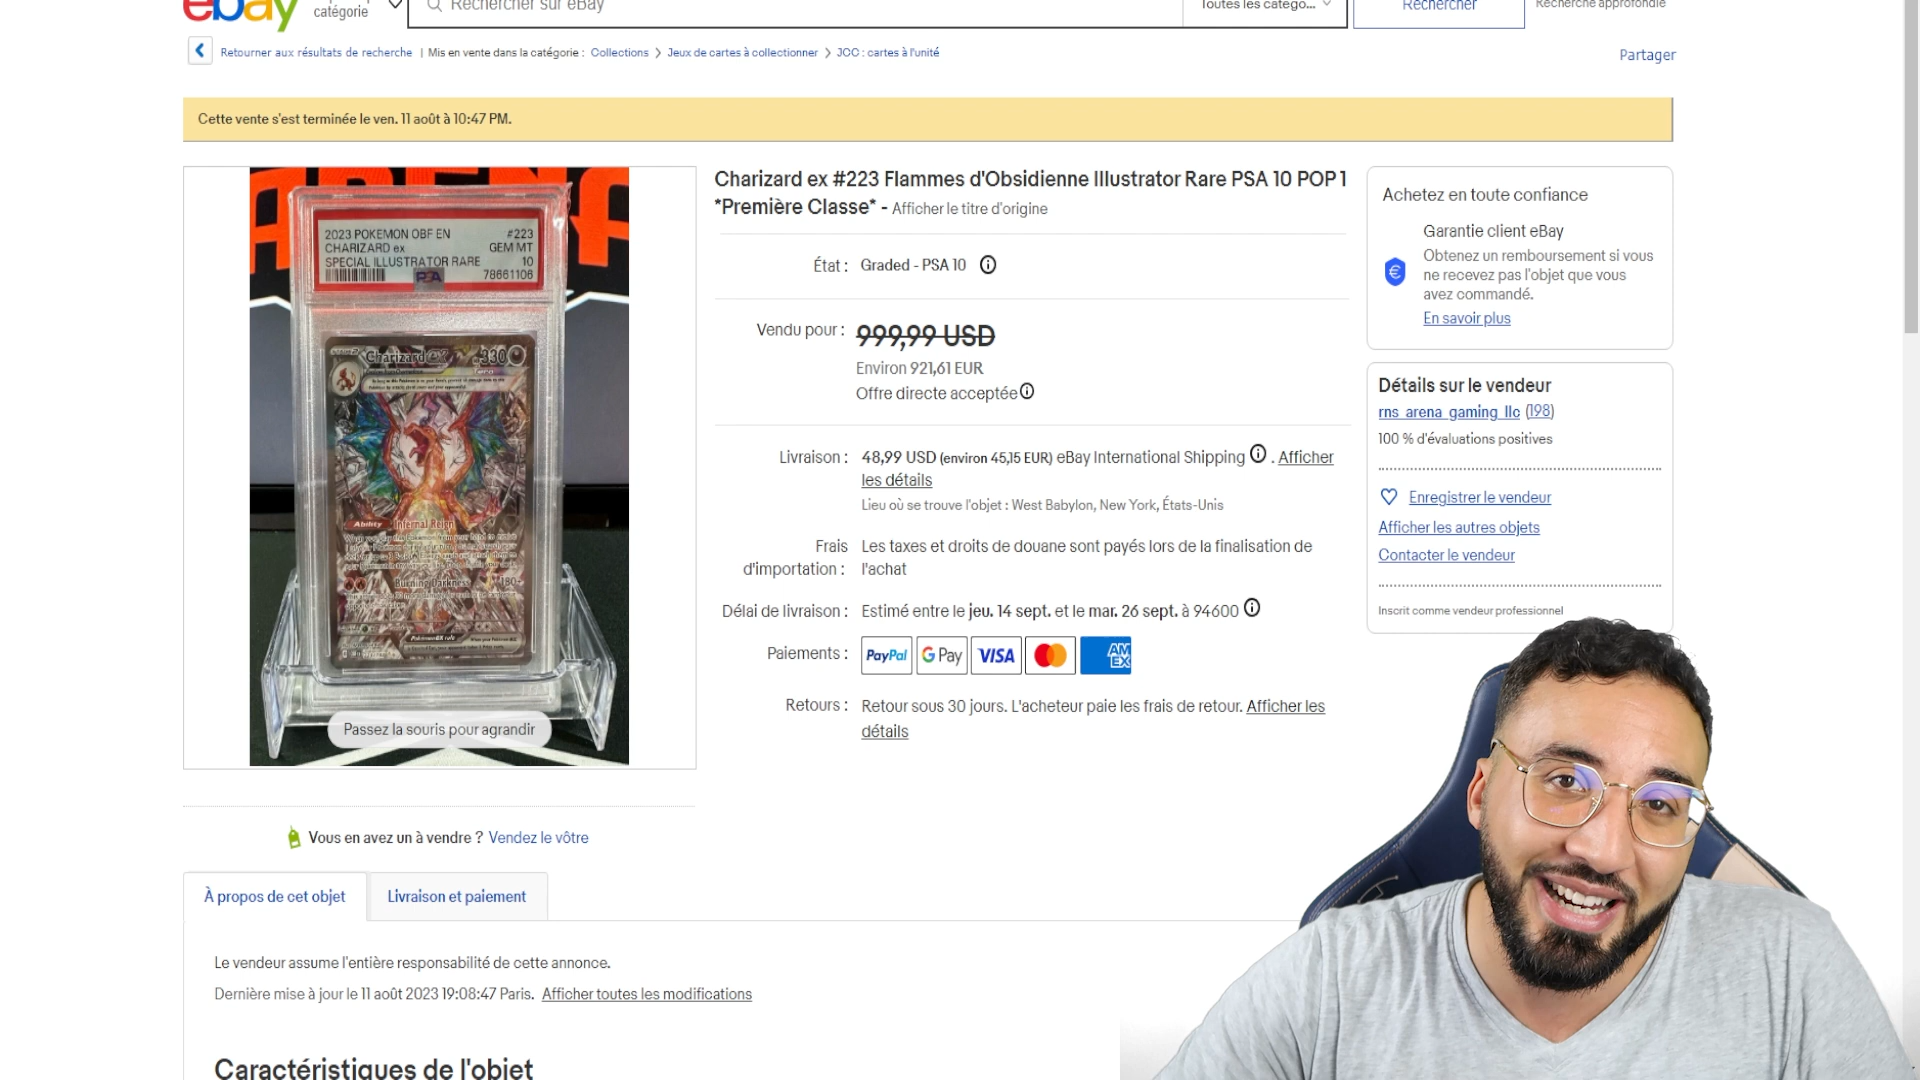 ebay
catégorie
Rechercher sur eBay
Toutes les catégo...
Rechercher
Recherche approfondie
Retourner aux résultats de recherche | Mis en vente dans la catégorie : Collections > Jeux de cartes à collectionner > JCC : cartes à l'unité
Partager
Cette vente s'est terminée le ven. 11 août à 10:47 PM.
2023 POKEMON OBF EN #223
CHARIZARD ex GEM MT
SPECIAL ILLUSTRATOR RARE 10
PSA 78661106
Charizard ex 330
Ability Infernal Reign
Burning Darkness 180+
Passez la souris pour agrandir
Vous en avez un à vendre ? Vendez le vôtre
Charizard ex #223 Flammes d'Obsidienne Illustrator Rare PSA 10 POP 1
*Première Classe* - Afficher le titre d'origine
État : Graded - PSA 10
Vendu pour : 999,99 USD
Environ 921,61 EUR
Offre directe acceptée
Livraison : 48,99 USD (environ 45,15 EUR) eBay International Shipping . Afficher
les détails
Lieu où se trouve l'objet : West Babylon, New York, États-Unis
Frais Les taxes et droits de douane sont payés lors de la finalisation de
d'importation : l'achat
Délai de livraison : Estimé entre le jeu. 14 sept. et le mar. 26 sept. à 94600
Paiements : PayPal G Pay VISA AM EX
Retours : Retour sous 30 jours. L'acheteur paie les frais de retour. Afficher les
détails
Achetez en toute confiance
Garantie client eBay
Obtenez un remboursement si vous
ne recevez pas l'objet que vous
avez commandé.
En savoir plus
Détails sur le vendeur
rns_arena_gaming_llc (198)
100 % d'évaluations positives
Enregistrer le vendeur
Afficher les autres objets
Contacter le vendeur
Inscrit comme vendeur professionnel
À propos de cet objet
Livraison et paiement
Le vendeur assume l'entière responsabilité de cette annonce.
Dernière mise à jour le 11 août 2023 19:08:47 Paris. Afficher toutes les modifications
Caractéristiques de l'objet